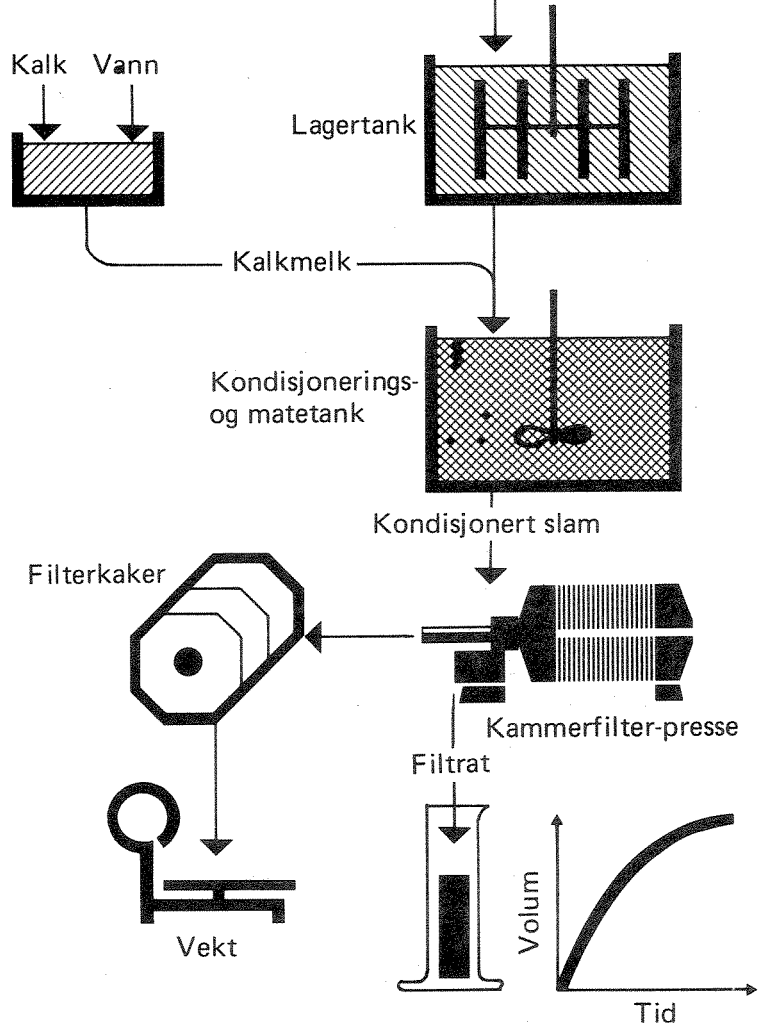 Kalk Vann
Lagertank
Kalkmelk
Kondisjonerings-
og matetank
Kondisjonert slam
Filterkaker
Kammerfilter-presse
Filtrat
Volum
Vekt
Tid